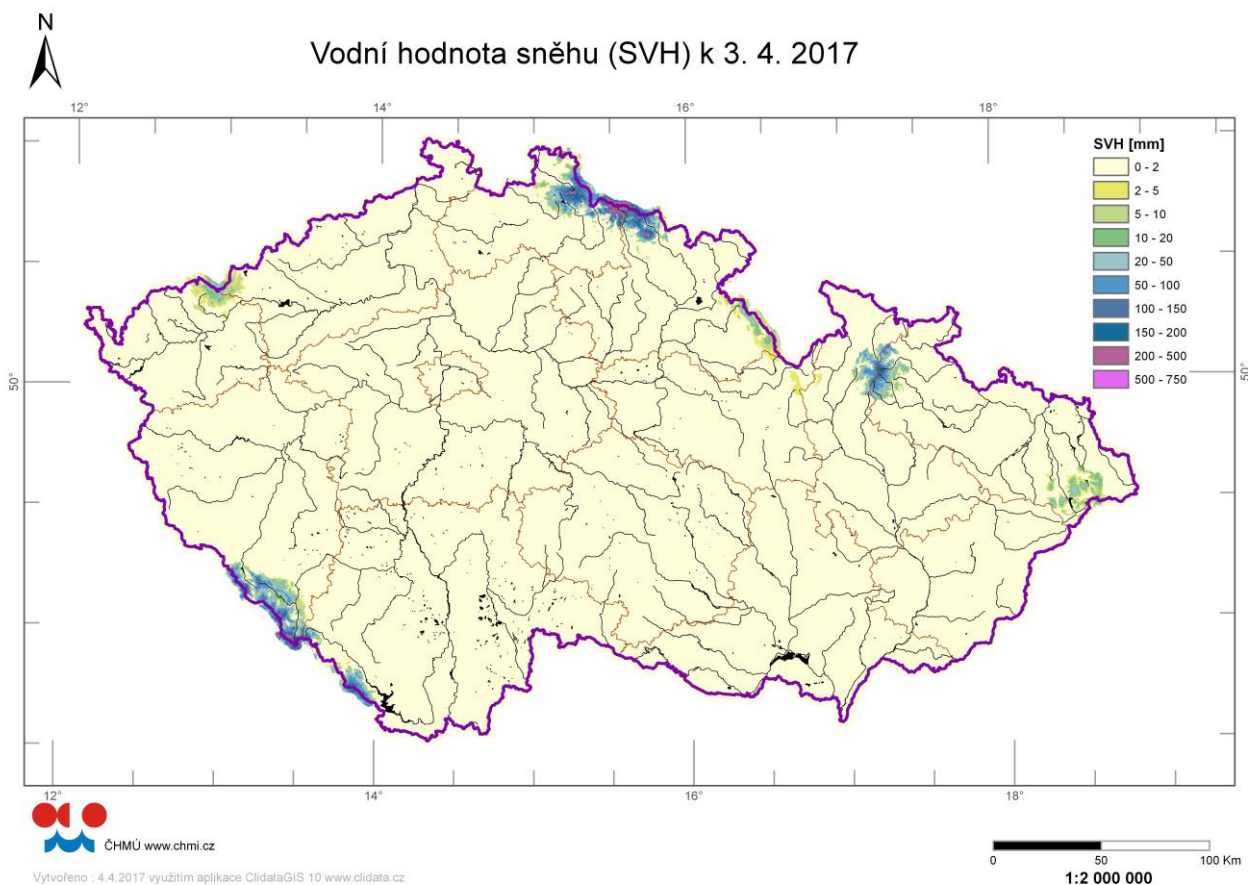 N
Vodní hodnota sněhu (SVH) k 3. 4. 2017
12° 14° 16° 18°
SVH [mm]
0 - 2
2 - 5
5 - 10
10 - 20
20 - 50
50 - 100
100 - 150
150 - 200
200 - 500
500 - 750
50° 50°
12° 14° 16° 18°
ČHMÚ www.chmi.cz
0 50 100 Km
1:2 000 000
Vytvořeno : 4.4.2017 využitím aplikace ClidataGIS 10 www.clidata.cz